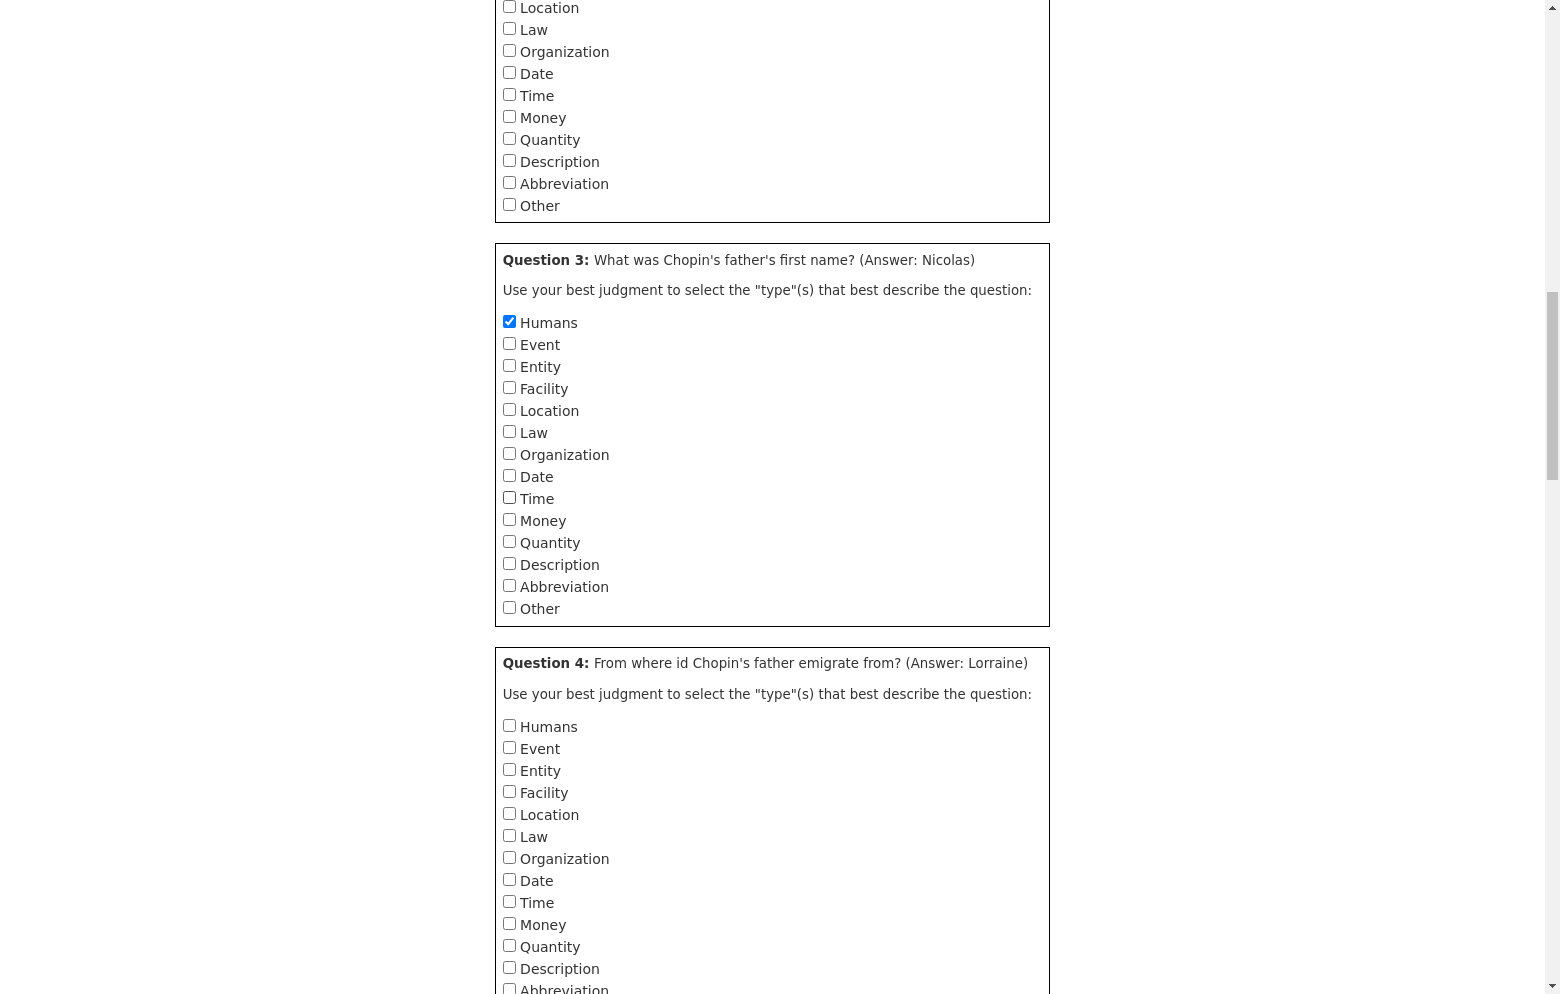 Location
Law
Organization
Date
Time
Money
Quantity
Description
Abbreviation
Other
Question 3: What was Chopin's father's first name? (Answer: Nicolas)
Use your best judgment to select the "type"(s) that best describe the question:
Humans
Event
Entity
Facility
Location
Law
Organization
Date
Time
Money
Quantity
Description
Abbreviation
Other
Question 4: From where id Chopin's father emigrate from? (Answer: Lorraine)
Use your best judgment to select the "type"(s) that best describe the question:
Humans
Event
Entity
Facility
Location
Law
Organization
Date
Time
Money
Quantity
Description
Abbreviation